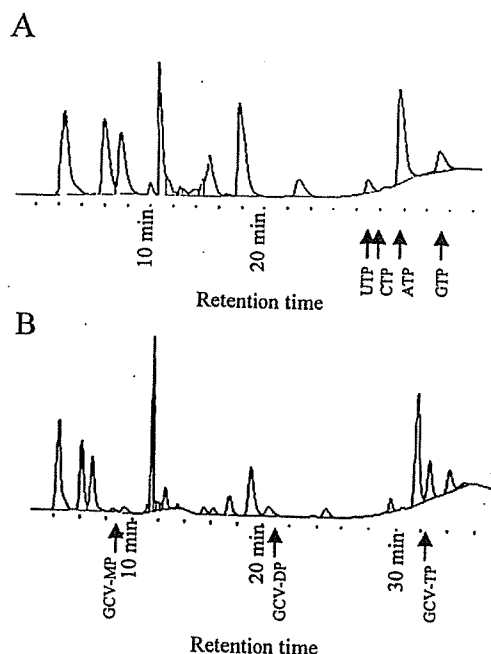 A
10 min.
20 min.
UTP
CTP
ATP
GTP
Retention time
B
GCV-MP
10 min
20 min
GCV-DP
30 min
GCV-TP
Retention time